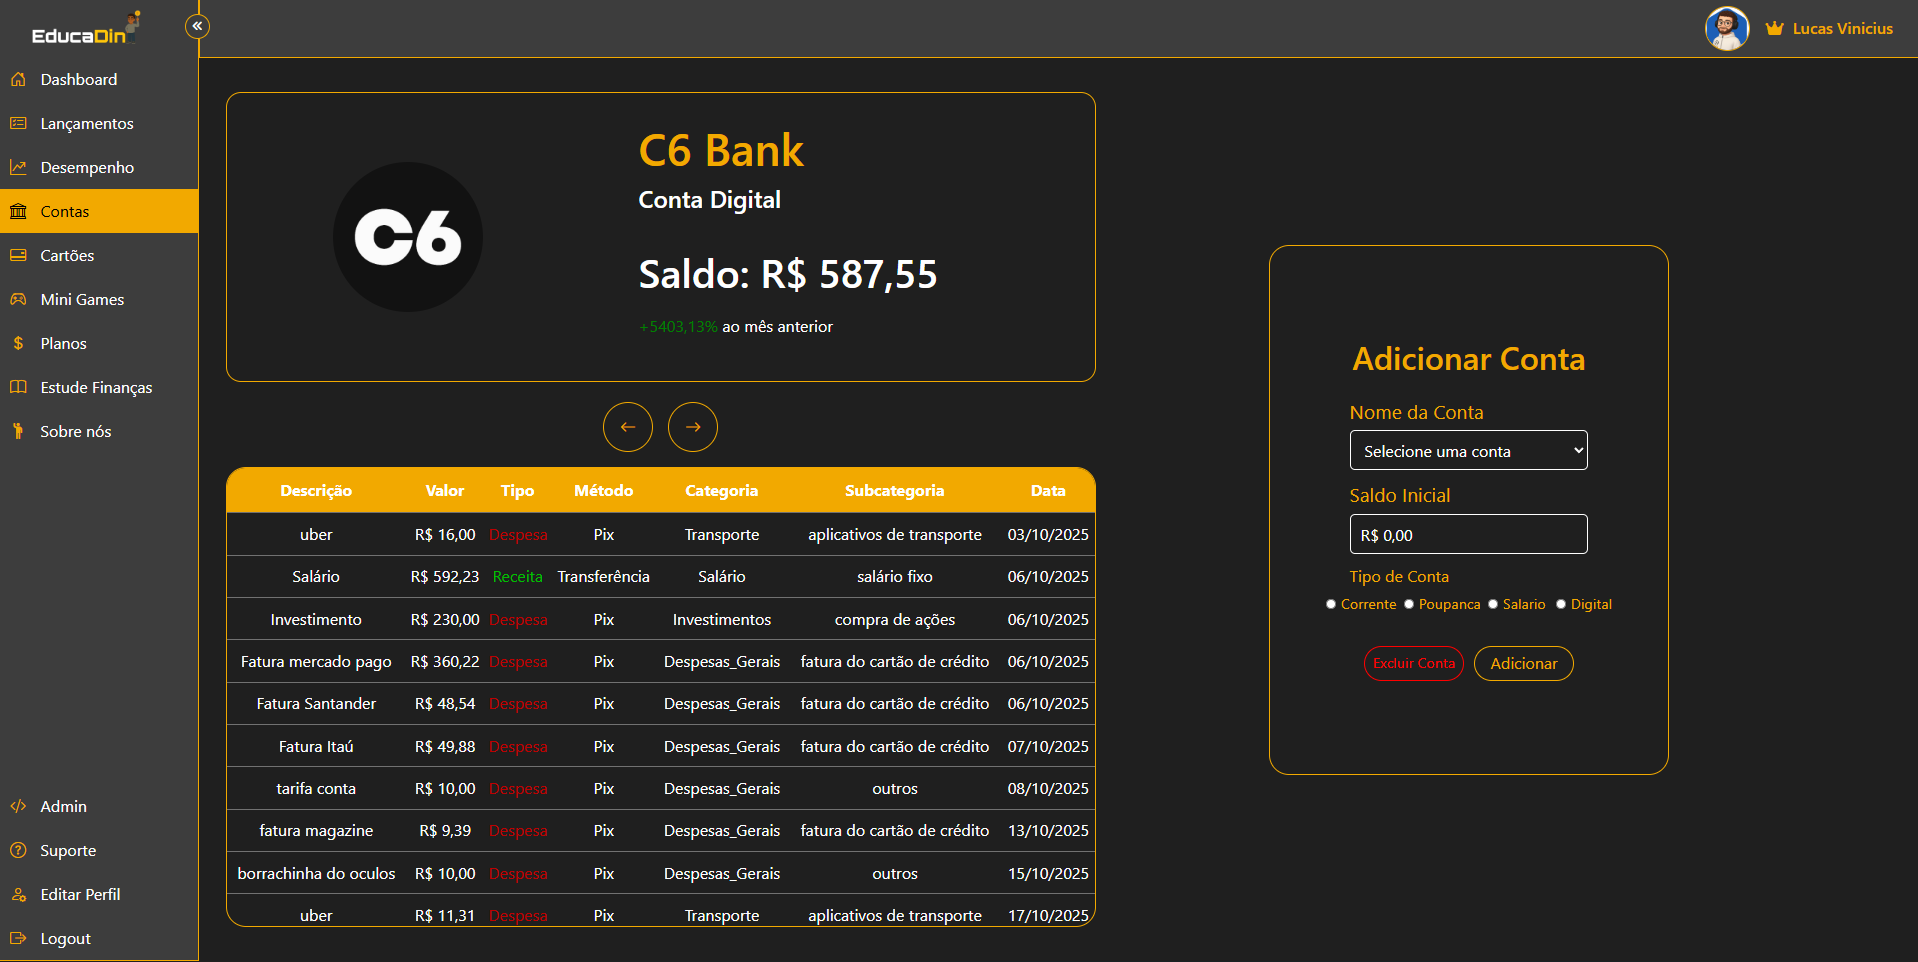 EducaDin
Dashboard
Lançamentos
Desempenho
Contas
Cartões
Mini Games
Planos
Estude Finanças
Sobre nós
Admin
Suporte
Editar Perfil
Logout
Lucas Vinicius
C6
C6 Bank
Conta Digital
Saldo: R$ 587,55
+5403,13% ao mês anterior
Descrição Valor Tipo Método Categoria Subcategoria Data
uber R$ 16,00 Despesa Pix Transporte aplicativos de transporte 03/10/2025
Salário R$ 592,23 Receita Transferência Salário salário fixo 06/10/2025
Investimento R$ 230,00 Despesa Pix Investimentos compra de ações 06/10/2025
Fatura mercado pago R$ 360,22 Despesa Pix Despesas_Gerais fatura do cartão de crédito 06/10/2025
Fatura Santander R$ 48,54 Despesa Pix Despesas_Gerais fatura do cartão de crédito 06/10/2025
Fatura Itaú R$ 49,88 Despesa Pix Despesas_Gerais fatura do cartão de crédito 07/10/2025
tarifa conta R$ 10,00 Despesa Pix Despesas_Gerais outros 08/10/2025
fatura magazine R$ 9,39 Despesa Pix Despesas_Gerais fatura do cartão de crédito 13/10/2025
borrachinha do oculos R$ 10,00 Despesa Pix Despesas_Gerais outros 15/10/2025
uber R$ 11,31 Despesa Pix Transporte aplicativos de transporte 17/10/2025
Adicionar Conta
Nome da Conta
Selecione uma conta
Saldo Inicial
R$ 0,00
Tipo de Conta
Corrente Poupanca Salario Digital
Excluir Conta Adicionar